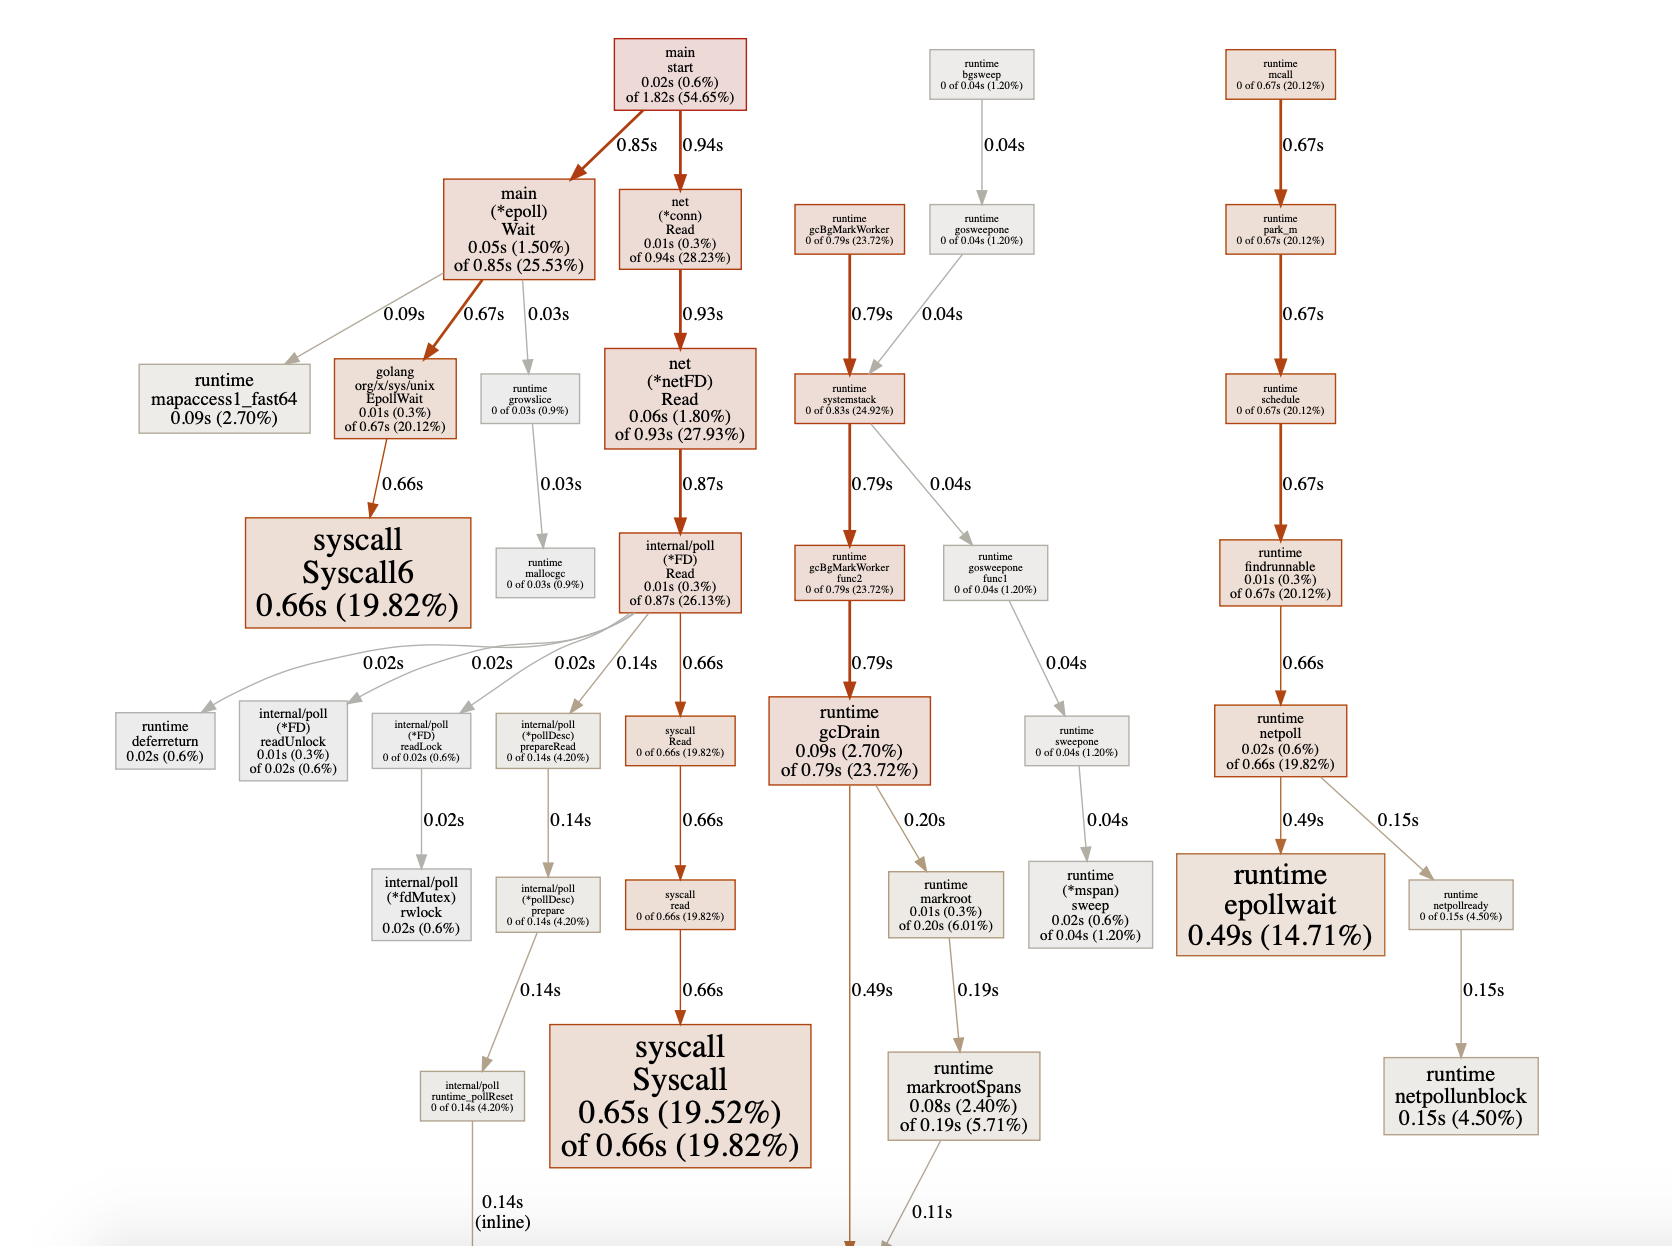 main
start
0.02s (0.6%)
of 1.82s (54.65%)
runtime
bgsweep
0 of 0.04s (1.20%)
runtime
mcall
0 of 0.67s (20.12%)
0.85s
0.94s
0.04s
0.67s
main
(*epoll)
Wait
0.05s (1.50%)
of 0.85s (25.53%)
net
(*conn)
Read
0.01s (0.3%)
of 0.94s (28.23%)
runtime
gcBgMarkWorker
0 of 0.79s (23.72%)
runtime
gosweepone
0 of 0.04s (1.20%)
runtime
park_m
0 of 0.67s (20.12%)
0.09s
0.67s
0.03s
0.93s
0.79s
0.04s
0.67s
runtime
mapaccess1_fast64
0.09s (2.70%)
golang
org/x/sys/unix
EpollWait
0.01s (0.3%)
of 0.67s (20.12%)
runtime
growslice
0 of 0.03s (0.9%)
net
(*netFD)
Read
0.06s (1.80%)
of 0.93s (27.93%)
runtime
systemstack
0 of 0.83s (24.92%)
runtime
schedule
0 of 0.67s (20.12%)
0.66s
0.03s
0.87s
0.79s
0.04s
0.67s
syscall
Syscall6
0.66s (19.82%)
runtime
mallocgc
0 of 0.03s (0.9%)
internal/poll
(*FD)
Read
0.01s (0.3%)
of 0.87s (26.13%)
runtime
gcBgMarkWorker
func2
0 of 0.79s (23.72%)
runtime
gosweepone
func1
0 of 0.04s (1.20%)
runtime
findrunnable
0.01s (0.3%)
of 0.67s (20.12%)
0.02s
0.02s
0.02s
0.14s
0.66s
0.79s
0.04s
0.66s
runtime
deferreturn
0.02s (0.6%)
internal/poll
(*FD)
readUnlock
0.01s (0.3%)
of 0.02s (0.6%)
internal/poll
(*FD)
readLock
0 of 0.02s (0.6%)
internal/poll
(*pollDesc)
prepareRead
0 of 0.14s (4.20%)
syscall
Read
0 of 0.66s (19.82%)
runtime
gcDrain
0.09s (2.70%)
of 0.79s (23.72%)
runtime
sweepone
0 of 0.04s (1.20%)
runtime
netpoll
0.02s (0.6%)
of 0.66s (19.82%)
0.02s
0.14s
0.66s
0.20s
0.04s
0.49s
0.15s
internal/poll
(*fdMutex)
rwlock
0.02s (0.6%)
internal/poll
(*pollDesc)
prepare
0 of 0.14s (4.20%)
syscall
read
0 of 0.66s (19.82%)
runtime
markroot
0.01s (0.3%)
of 0.20s (6.01%)
runtime
(*mspan)
sweep
0.02s (0.6%)
of 0.04s (1.20%)
runtime
epollwait
0.49s (14.71%)
runtime
netpollready
0 of 0.15s (4.50%)
0.14s
0.66s
0.49s
0.19s
0.15s
internal/poll
runtime_pollReset
0 of 0.14s (4.20%)
syscall
Syscall
0.65s (19.52%)
of 0.66s (19.82%)
runtime
markrootSpans
0.08s (2.40%)
of 0.19s (5.71%)
runtime
netpollunblock
0.15s (4.50%)
0.14s
(inline)
0.11s